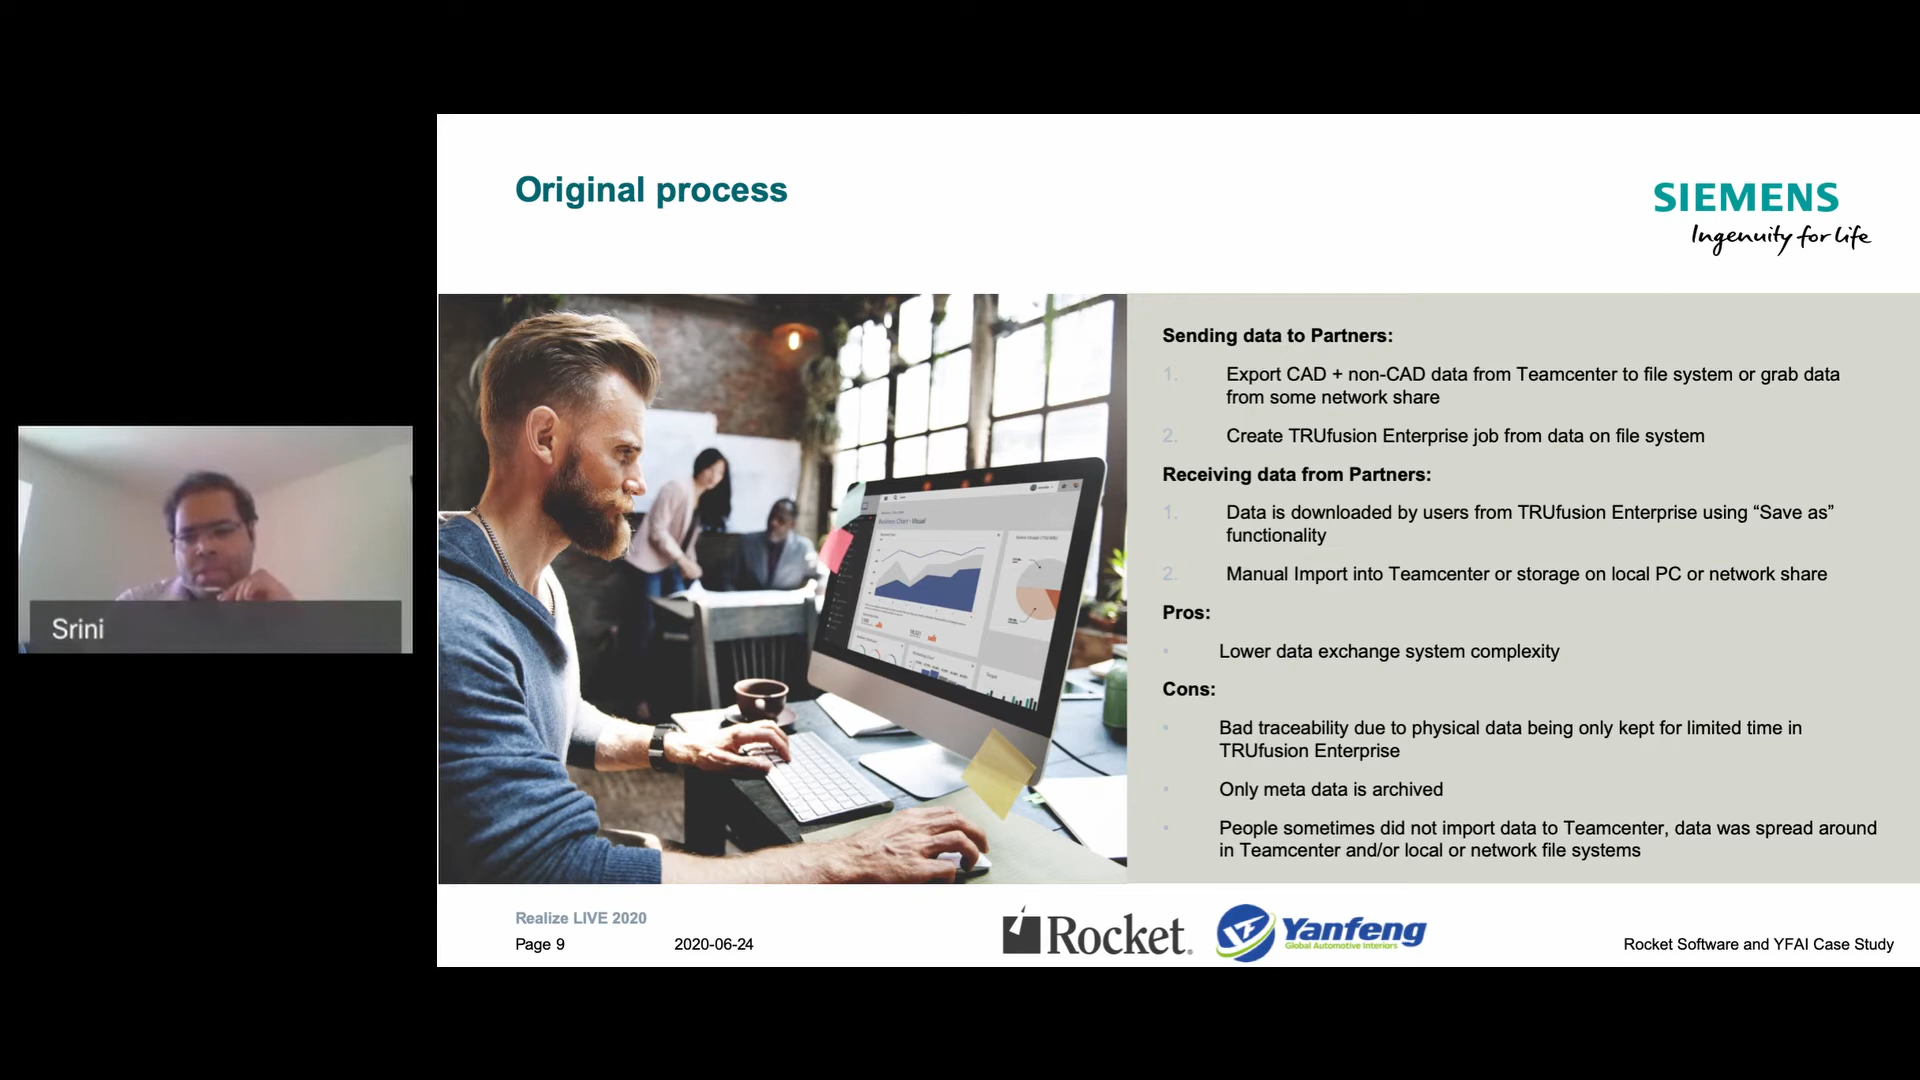 Original process
SIEMENS
Ingenuity for life
Sending data to Partners:
1. Export CAD + non-CAD data from Teamcenter to file system or grab data
from some network share
2. Create TRUfusion Enterprise job from data on file system
Receiving data from Partners:
1. Data is downloaded by users from TRUfusion Enterprise using “Save as”
functionality
2. Manual Import into Teamcenter or storage on local PC or network share
Pros:
Lower data exchange system complexity
Cons:
Bad traceability due to physical data being only kept for limited time in
TRUfusion Enterprise
Only meta data is archived
People sometimes did not import data to Teamcenter, data was spread around
in Teamcenter and/or local or network file systems
Srini
Business Chart - Visual
Realize LIVE 2020
Page 9 2020-06-24
Rocket
Yanfeng
Global Automotive Interiors
Rocket Software and YFAI Case Study